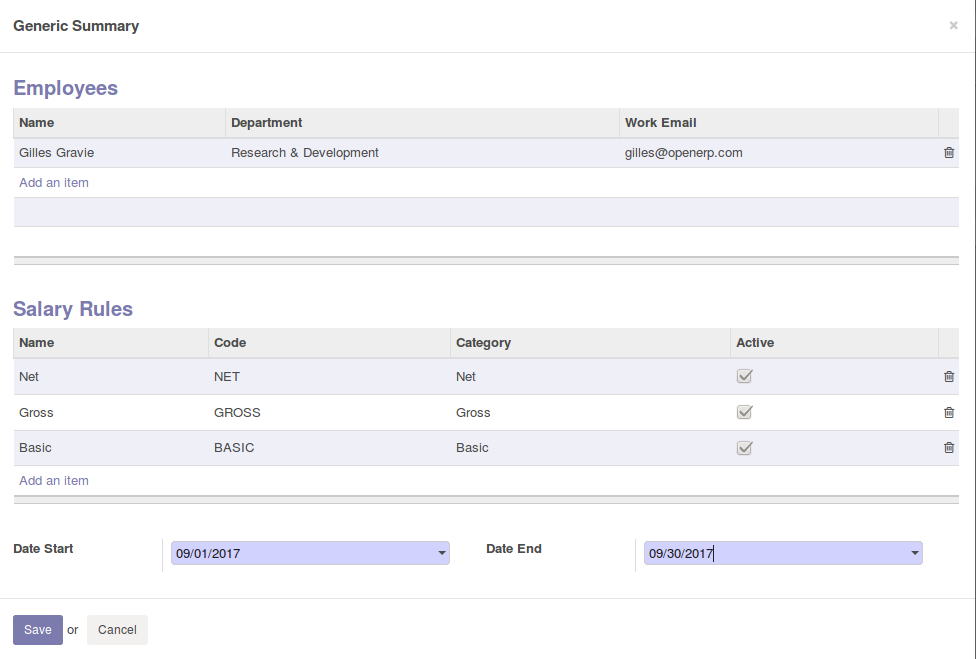 Generic Summary ×
Employees
Name Department Work Email
Gilles Gravie Research & Development gilles@openerp.com
Add an item
Salary Rules
Name Code Category Active
Net NET Net
Gross GROSS Gross
Basic BASIC Basic
Add an item
Date Start 09/01/2017 Date End 09/30/2017
Save or Cancel